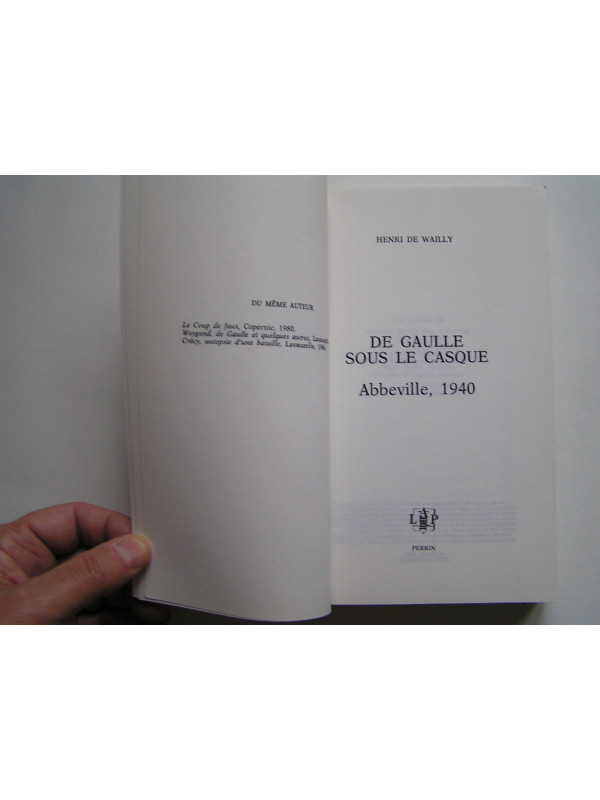 DU MÊME AUTEUR
Le Coup de faux, Copernic, 1980.
Weygand, de Gaulle et quelques autres,
Crécy, autopsie d'une bataille, Lavauzelle,
HENRI DE WAILLY
DE GAULLE
SOUS LE CASQUE
Abbeville, 1940
L P
PERRIN